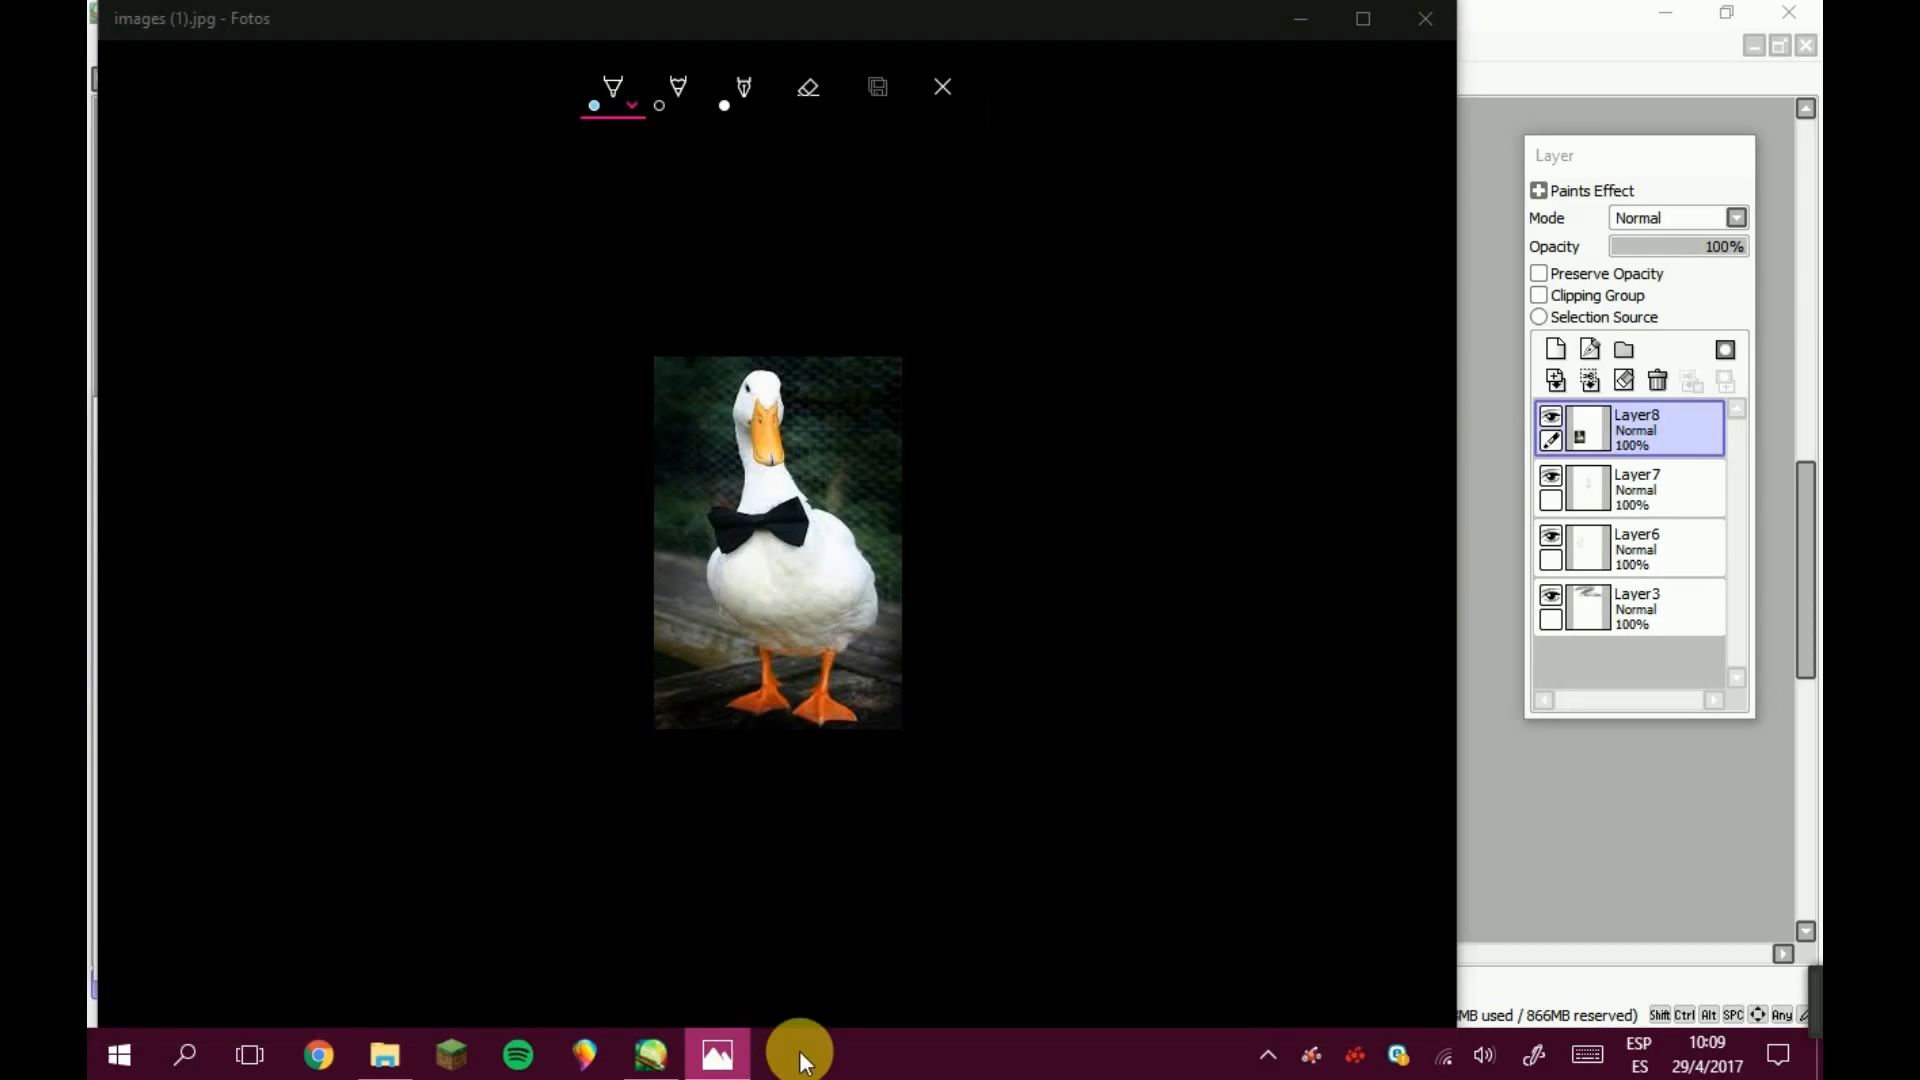 images (1).jpg - Fotos
Layer
Paints Effect
Mode Normal
Opacity 100%
Preserve Opacity
Clipping Group
Selection Source
Layer8
Normal
100%
Layer7
Normal
100%
Layer6
Normal
100%
Layer3
Normal
100%
MB used / 866MB reserved) Shift Ctrl Alt SPC Any
ESP
ES
10:09
29/4/2017